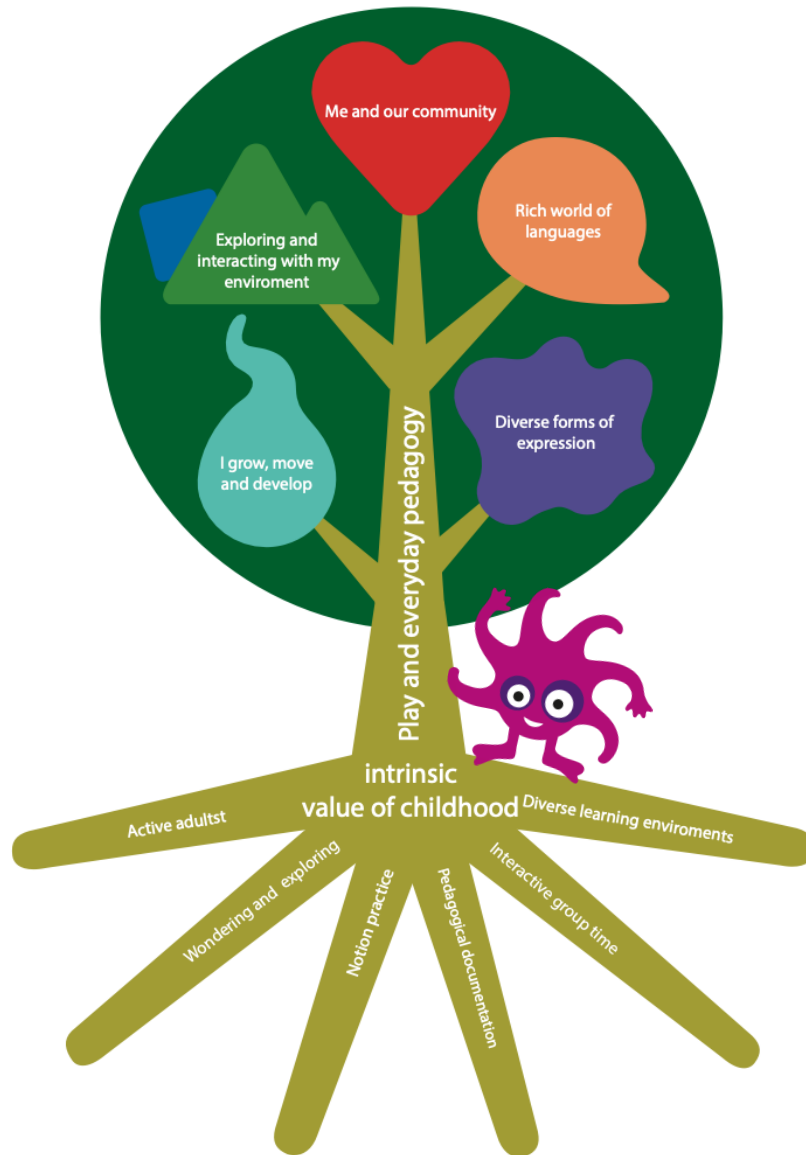 Me and our community
Rich world of
languages
Exploring and
interacting with my
enviroment
Diverse forms of
expression
I grow, move
and develop
Play and everyday pedagogy
intrinsic
value of childhood
Active adultst
Wondering and exploring
Notion practice
Pedagogical documentation
Interactive group time
Diverse learning enviroments